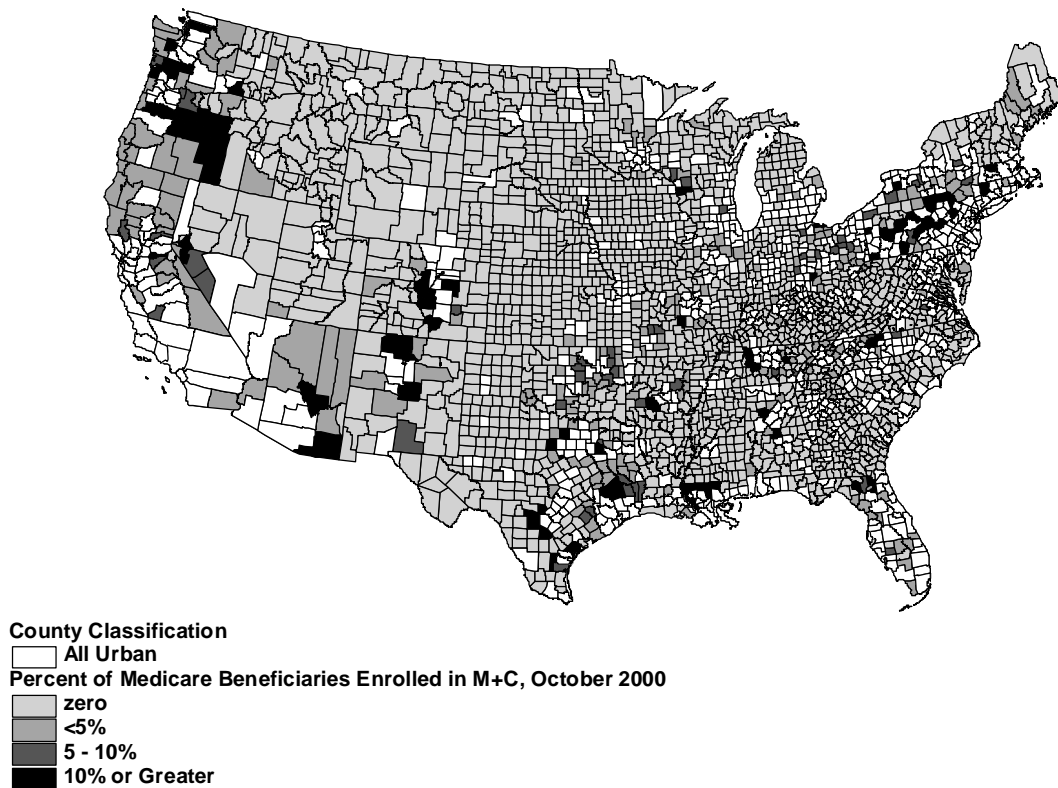 County Classification
All Urban
Percent of Medicare Beneficiaries Enrolled in M+C, October 2000
zero
<5%
5 - 10%
10% or Greater